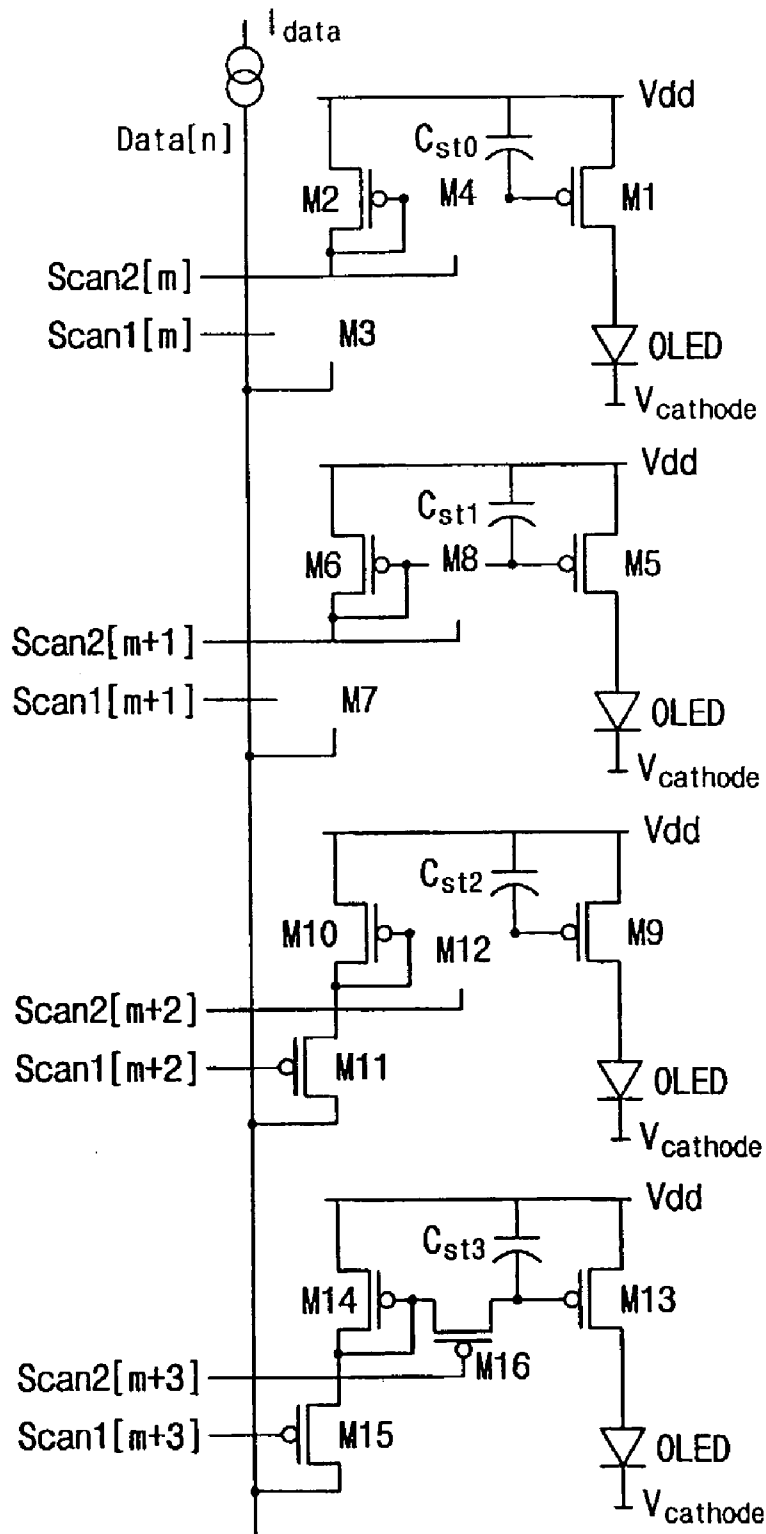 Idata
Data[n]
Vdd
Cst0
M2
M4
M1
Scan2[m]
Scan1[m]
M3
OLED
Vcathode
Vdd
Cst1
M6
M8
M5
Scan2[m+1]
Scan1[m+1]
M7
OLED
Vcathode
Vdd
Cst2
M10
M12
M9
Scan2[m+2]
Scan1[m+2]
M11
OLED
Vcathode
Vdd
Cst3
M14
M13
M16
Scan2[m+3]
Scan1[m+3]
M15
OLED
Vcathode